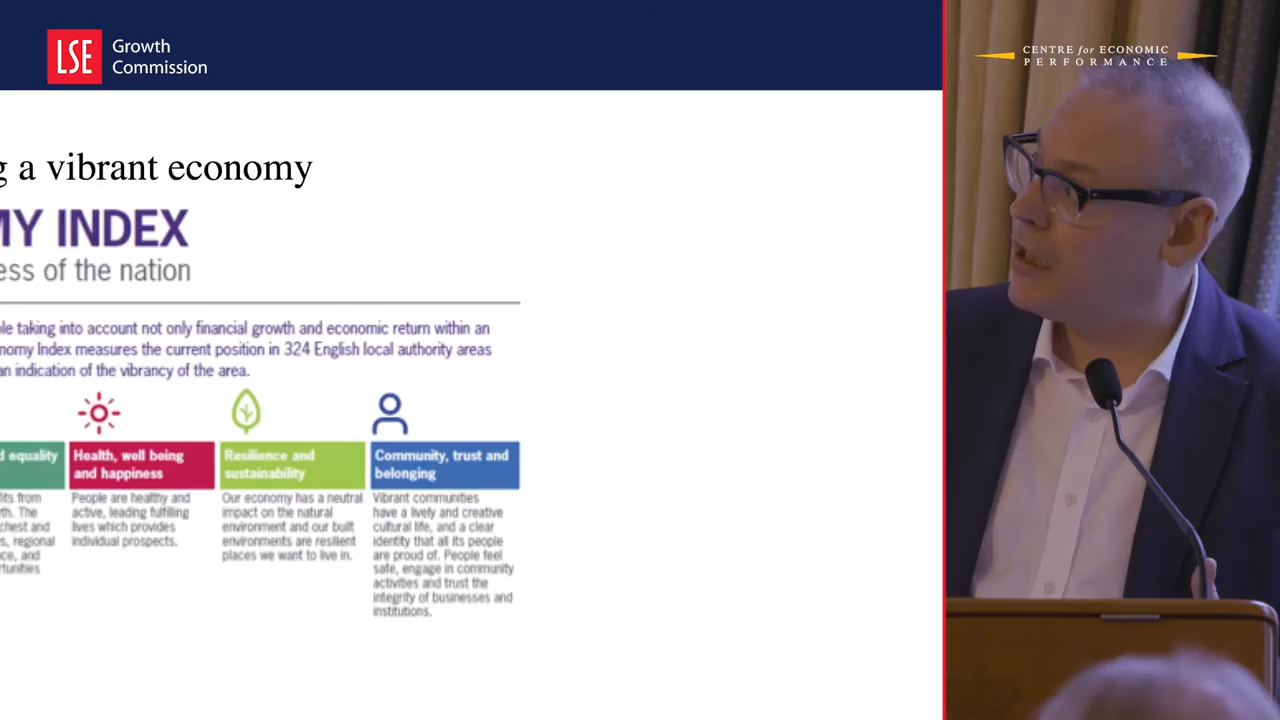 LSE
Growth
Commission
CENTRE for ECONOMIC
PERFORMANCE
g a vibrant economy
MY INDEX
ess of the nation
le taking into account not only financial growth and economic return within an
nomy Index measures the current position in 324 English local authority areas
an indication of the vibrancy of the area.
d equality
its from
th. The
chest and
s, regional
ce, and
rtunities
Health, well being
and happiness
People are healthy and
active, leading fulfilling
lives which provides
individual prospects.
Resilience and
sustainability
Our economy has a neutral
impact on the natural
environment and our built
environments are resilient
places we want to live in.
Community, trust and
belonging
Vibrant communities
have a lively and creative
cultural life, and a clear
identity that all its people
are proud of. People feel
safe, engage in community
activities and trust the
integrity of businesses and
institutions.